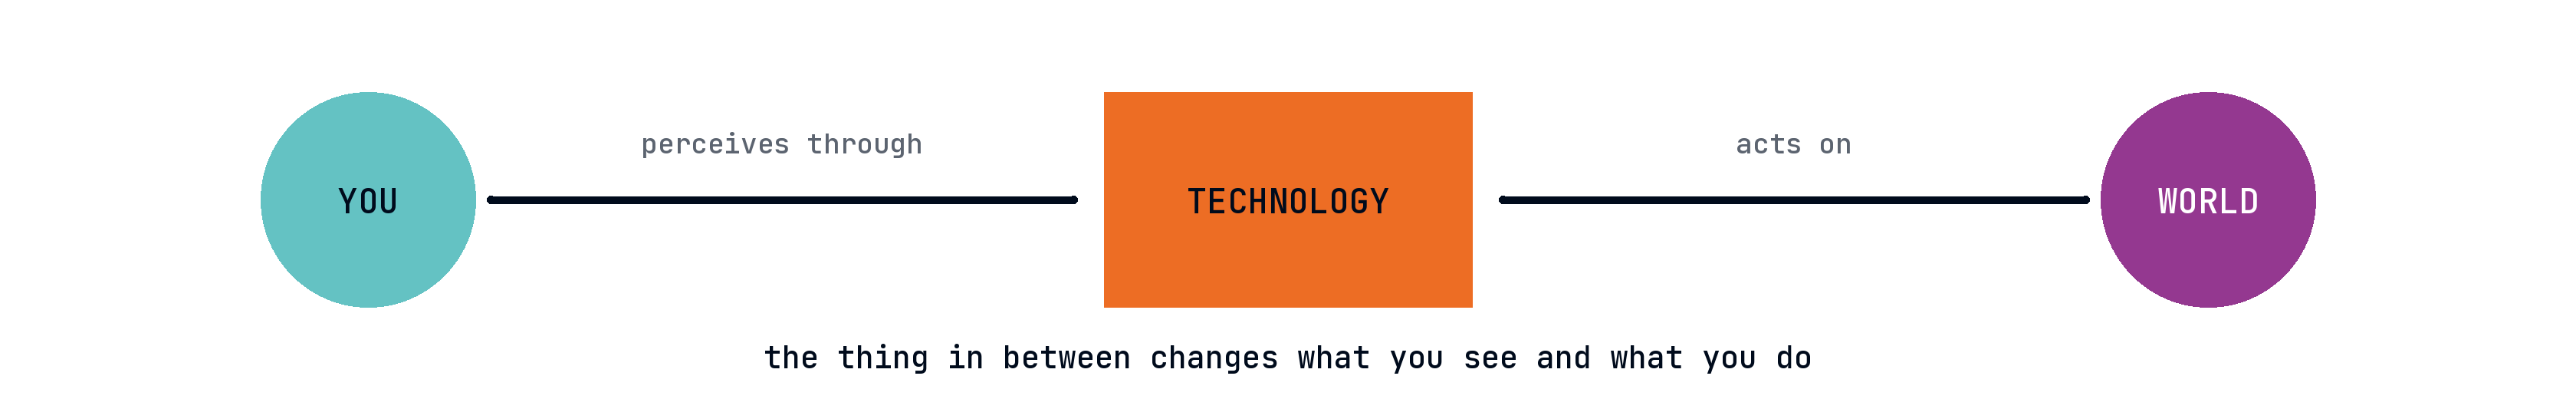 perceives through
acts on
YOU
TECHNOLOGY
WORLD
the thing in between changes what you see and what you do